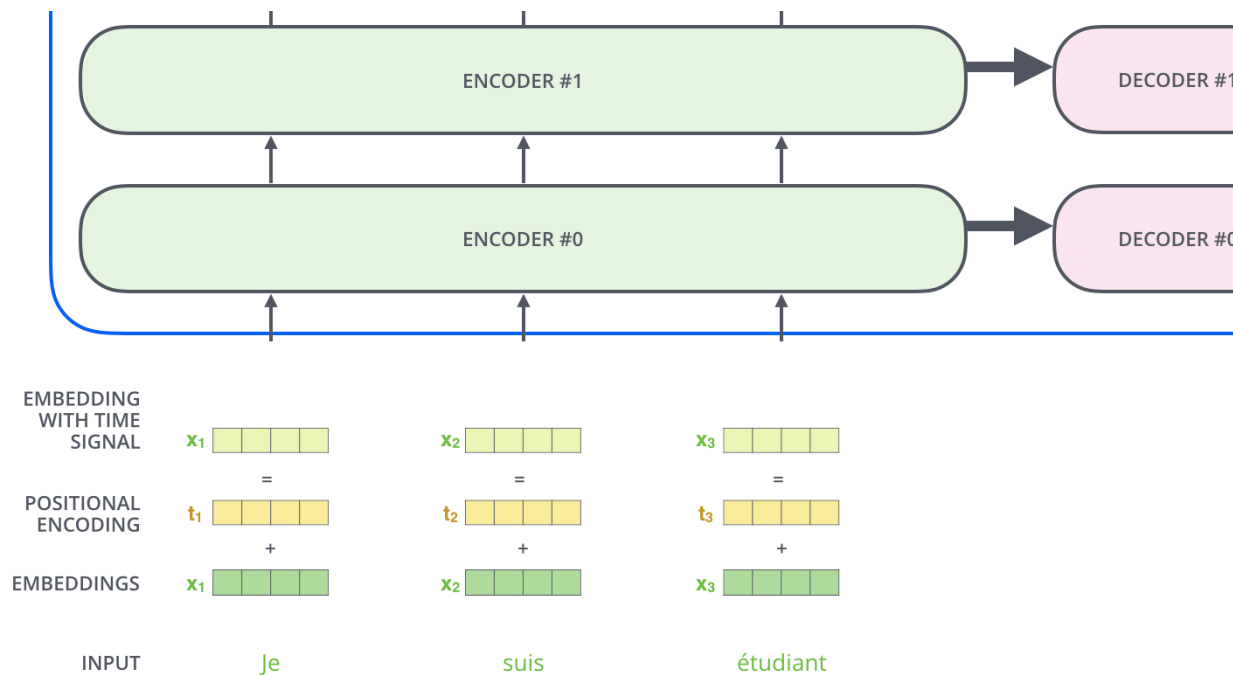 ENCODER #1
DECODER #1
ENCODER #0
DECODER #0
EMBEDDING
WITH TIME
SIGNAL
x₁ x₂ x₃
= = =
POSITIONAL
ENCODING
t₁ t₂ t₃
+ + +
EMBEDDINGS x₁ x₂ x₃
INPUT Je suis étudiant